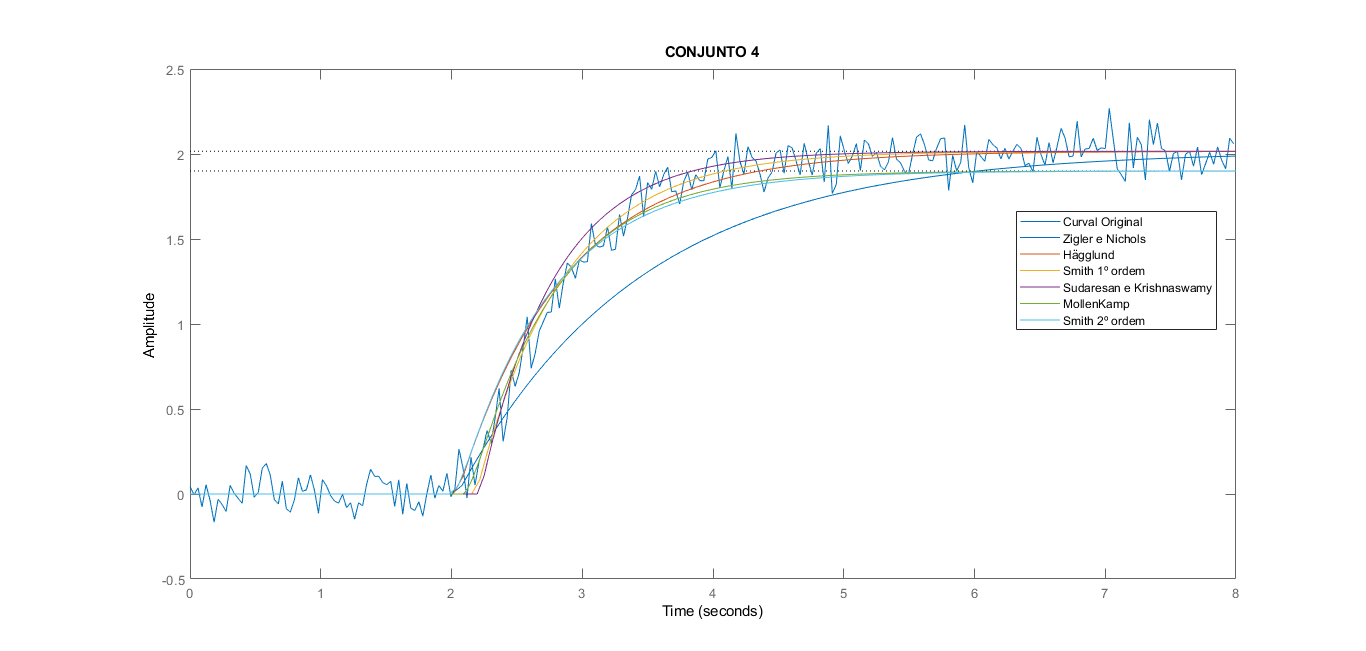 CONJUNTO 4
2.5
2
1.5
1
0.5
0
-0.5
Amplitude
Curval Original
Zigler e Nichols
Hägglund
Smith 1º ordem
Sudaresan e Krishnaswamy
MollenKamp
Smith 2º ordem
0 1 2 3 4 5 6 7 8
Time (seconds)